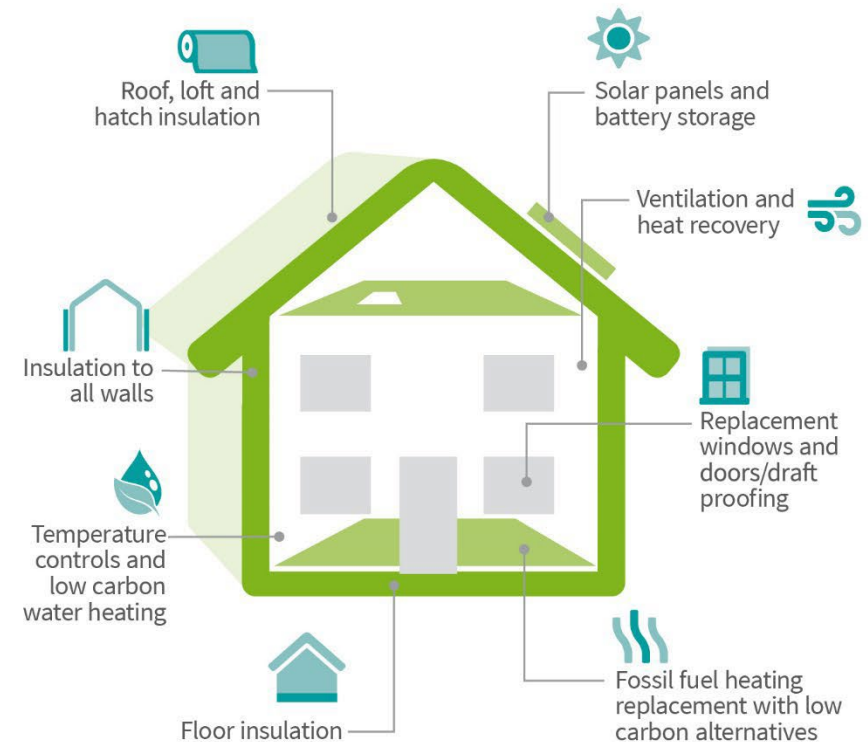 Roof, loft and
hatch insulation
Solar panels and
battery storage
Ventilation and
heat recovery
Insulation to
all walls
Replacement
windows and
doors/draft
proofing
Temperature
controls and
low carbon
water heating
Floor insulation
Fossil fuel heating
replacement with low
carbon alternatives